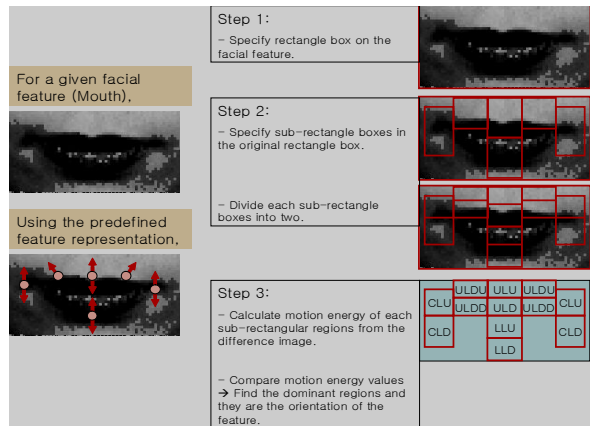 For a given facial
feature (Mouth),
Using the predefined
feature representation,
Step 1:
- Specify rectangle box on the
facial feature.
Step 2:
- Specify sub-rectangle boxes in
the original rectangle box.
- Divide each sub-rectangle
boxes into two.
Step 3:
- Calculate motion energy of each
sub-rectangular regions from the
difference image.
- Compare motion energy values
→ Find the dominant regions and
they are the orientation of the
feature.
ULDU ULU ULDU
CLU ULDD ULD ULDD CLU
CLD LLU CLD
LLD